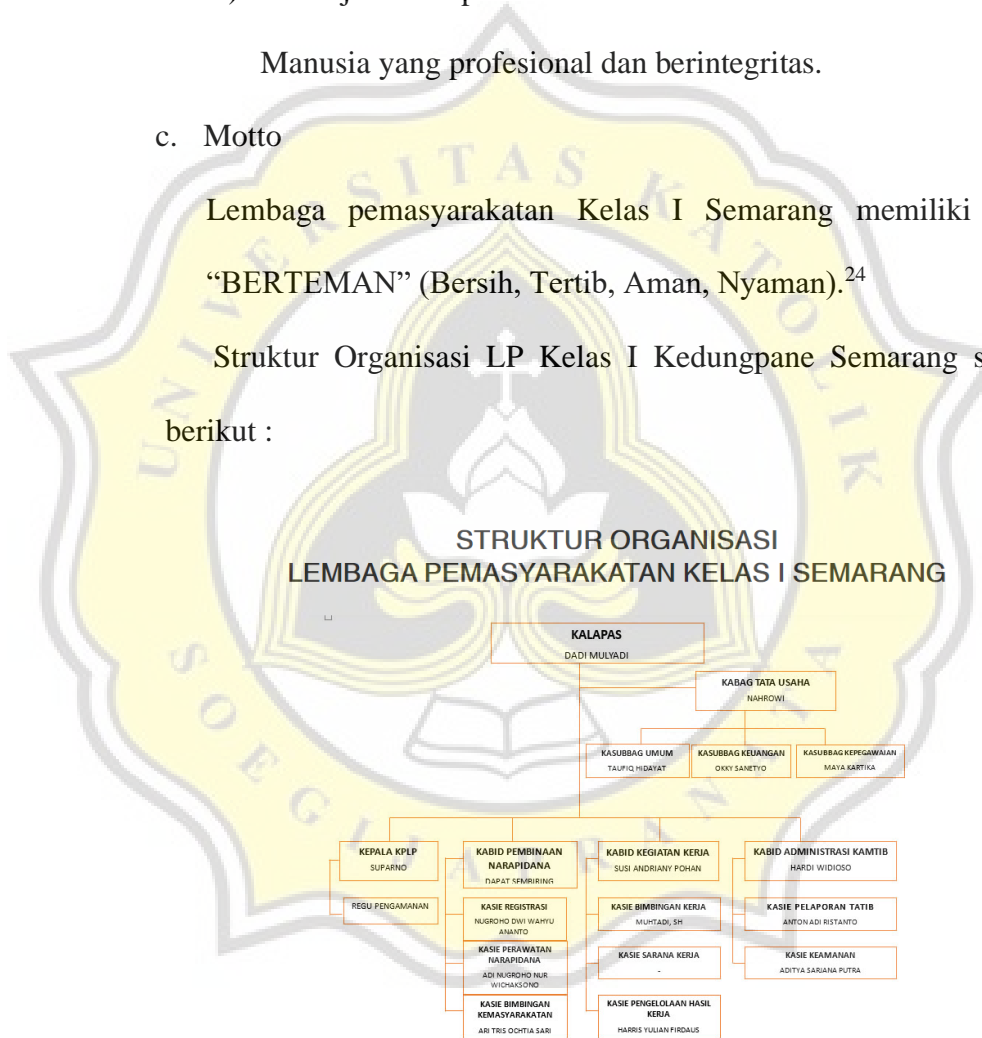 Manusia yang profesional dan berintegritas.
c. Motto
Lembaga pemasyarakatan Kelas I Semarang memiliki
“BERTEMAN” (Bersih, Tertib, Aman, Nyaman).24
Struktur Organisasi LP Kelas I Kedungpane Semarang s
berikut :
STRUKTUR ORGANISASI
LEMBAGA PEMASYARAKATAN KELAS I SEMARANG
KALAPAS
DADI MULYADI
KABAG TATA USAHA
NAHROWI
KASUBBAG UMUM
TAUFIQ HIDAYAT
KASUBBAG KEUANGAN
OKKY SANETYO
KASUBBAG KEPEGAWAIAN
MAYA KARTIKA
KEPALA KPLP
SUPARNO
REGU PENGAMANAN
KABID PEMBINAAN
NARAPIDANA
DAPAT SEMBIRING
KASIE REGISTRASI
NUGROHO DWI WAHYU
ANANTO
KASIE PERAWATAN
NARAPIDANA
ADI NUGROHO NUR
WICHAKSONO
KASIE BIMBINGAN
KEMASYARAKATAN
ARI TRIS OCHTIA SARI
KABID KEGIATAN KERJA
SUSI ANDRIANY POHAN
KASIE BIMBINGAN KERJA
MUHTADI, SH
KASIE SARANA KERJA
-
KASIE PENGELOLAAN HASIL
KERJA
HARRIS YULIAN FIRDAUS
KABID ADMINISTRASI KAMTIB
HARDI WIDIOSO
KASIE PELAPORAN TATIB
ANTON ADI RISTANTO
KASIE KEAMANAN
ADITYA SARJANA PUTRA
UNIVERSITAS KATOLIK
SOEGIJAPRANATA